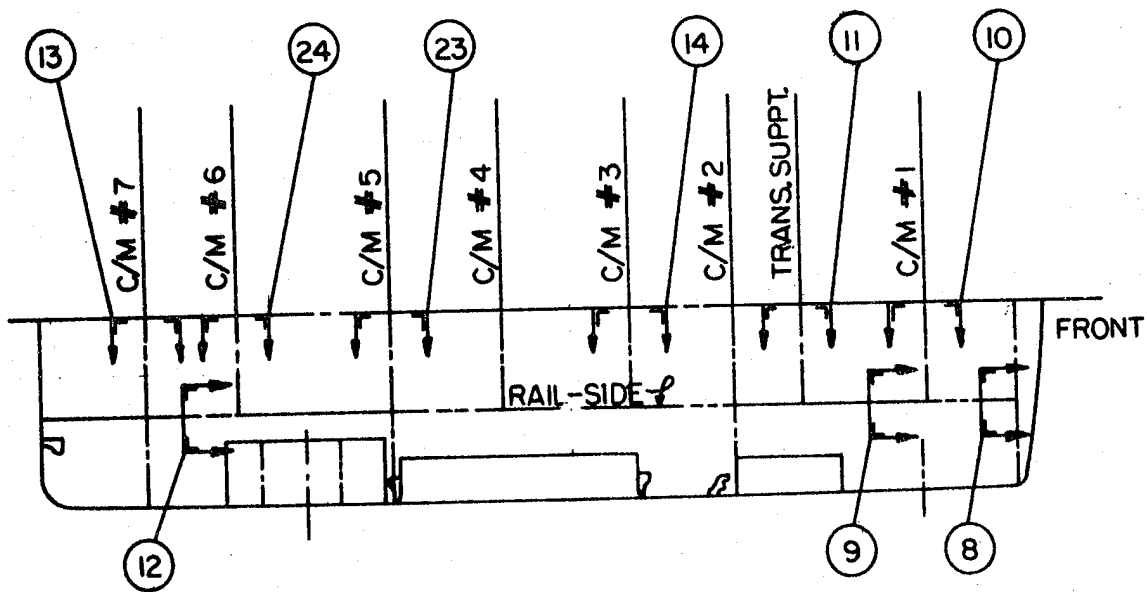 13
24
23
14
11
10
C/M #7
C/M #6
C/M #5
C/M #4
C/M #3
C/M #2
TRANS. SUPPT.
C/M #1
FRONT
RAIL-SIDE-
12
9
8